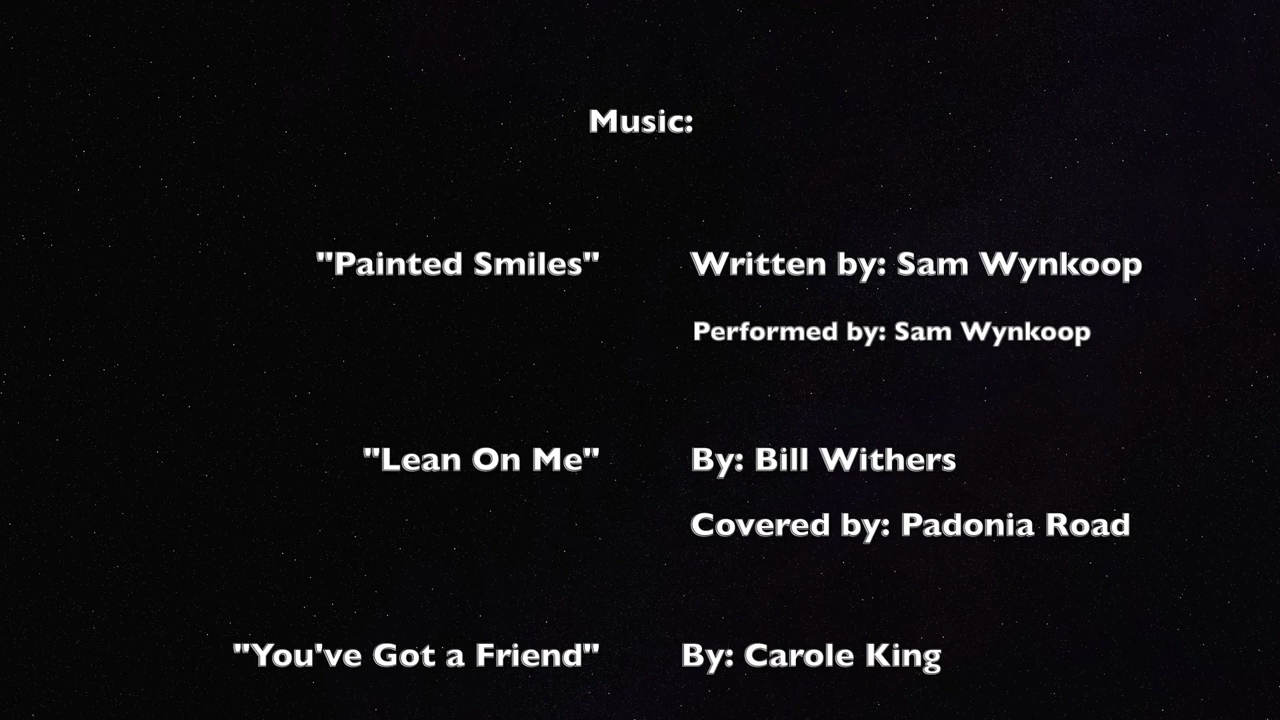 Music:
"Painted Smiles" Written by: Sam Wynkoop
Performed by: Sam Wynkoop
"Lean On Me" By: Bill Withers
Covered by: Padonia Road
"You've Got a Friend" By: Carole King